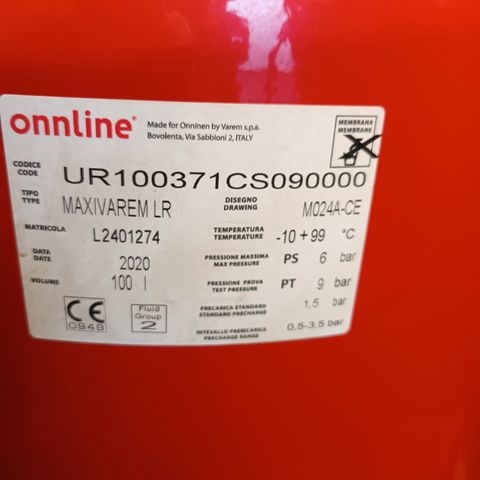 onnline®
Made for Onninen by Varem s.p.a.
Bovolenta, Via Sabbioni 2, ITALY
MEMBRANA
MEMBRANE
CODICE
CODE
UR100371CS090000
TIPO
TYPE
MAXIVAREM LR
DISEGNO
DRAWING
M024A-CE
MATRICOLA
L2401274
TEMPERATURA
TEMPERATURE
-10 +99 °C
DATA
DATE
2020
PRESSIONE MASSIMA
MAX PRESSURE
PS 6 bar
VOLUME
100 l
PRESSIONE PROVA
TEST PRESSURE
PT 9 bar
PRECARICA STANDARD
STANDARD PRECHARGE
1,5 bar
CE
0948
Fluid
Group
2
INTEVALLO PRERICARICA
PRECHARGE RANGE
0,5-3,5 bar